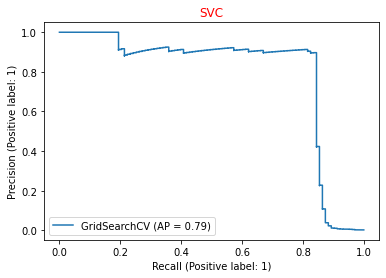 SVC
1.0
0.8
0.6
0.4
0.2
0.0
Precision (Positive label: 1)
GridSearchCV (AP = 0.79)
0.0 0.2 0.4 0.6 0.8 1.0
Recall (Positive label: 1)